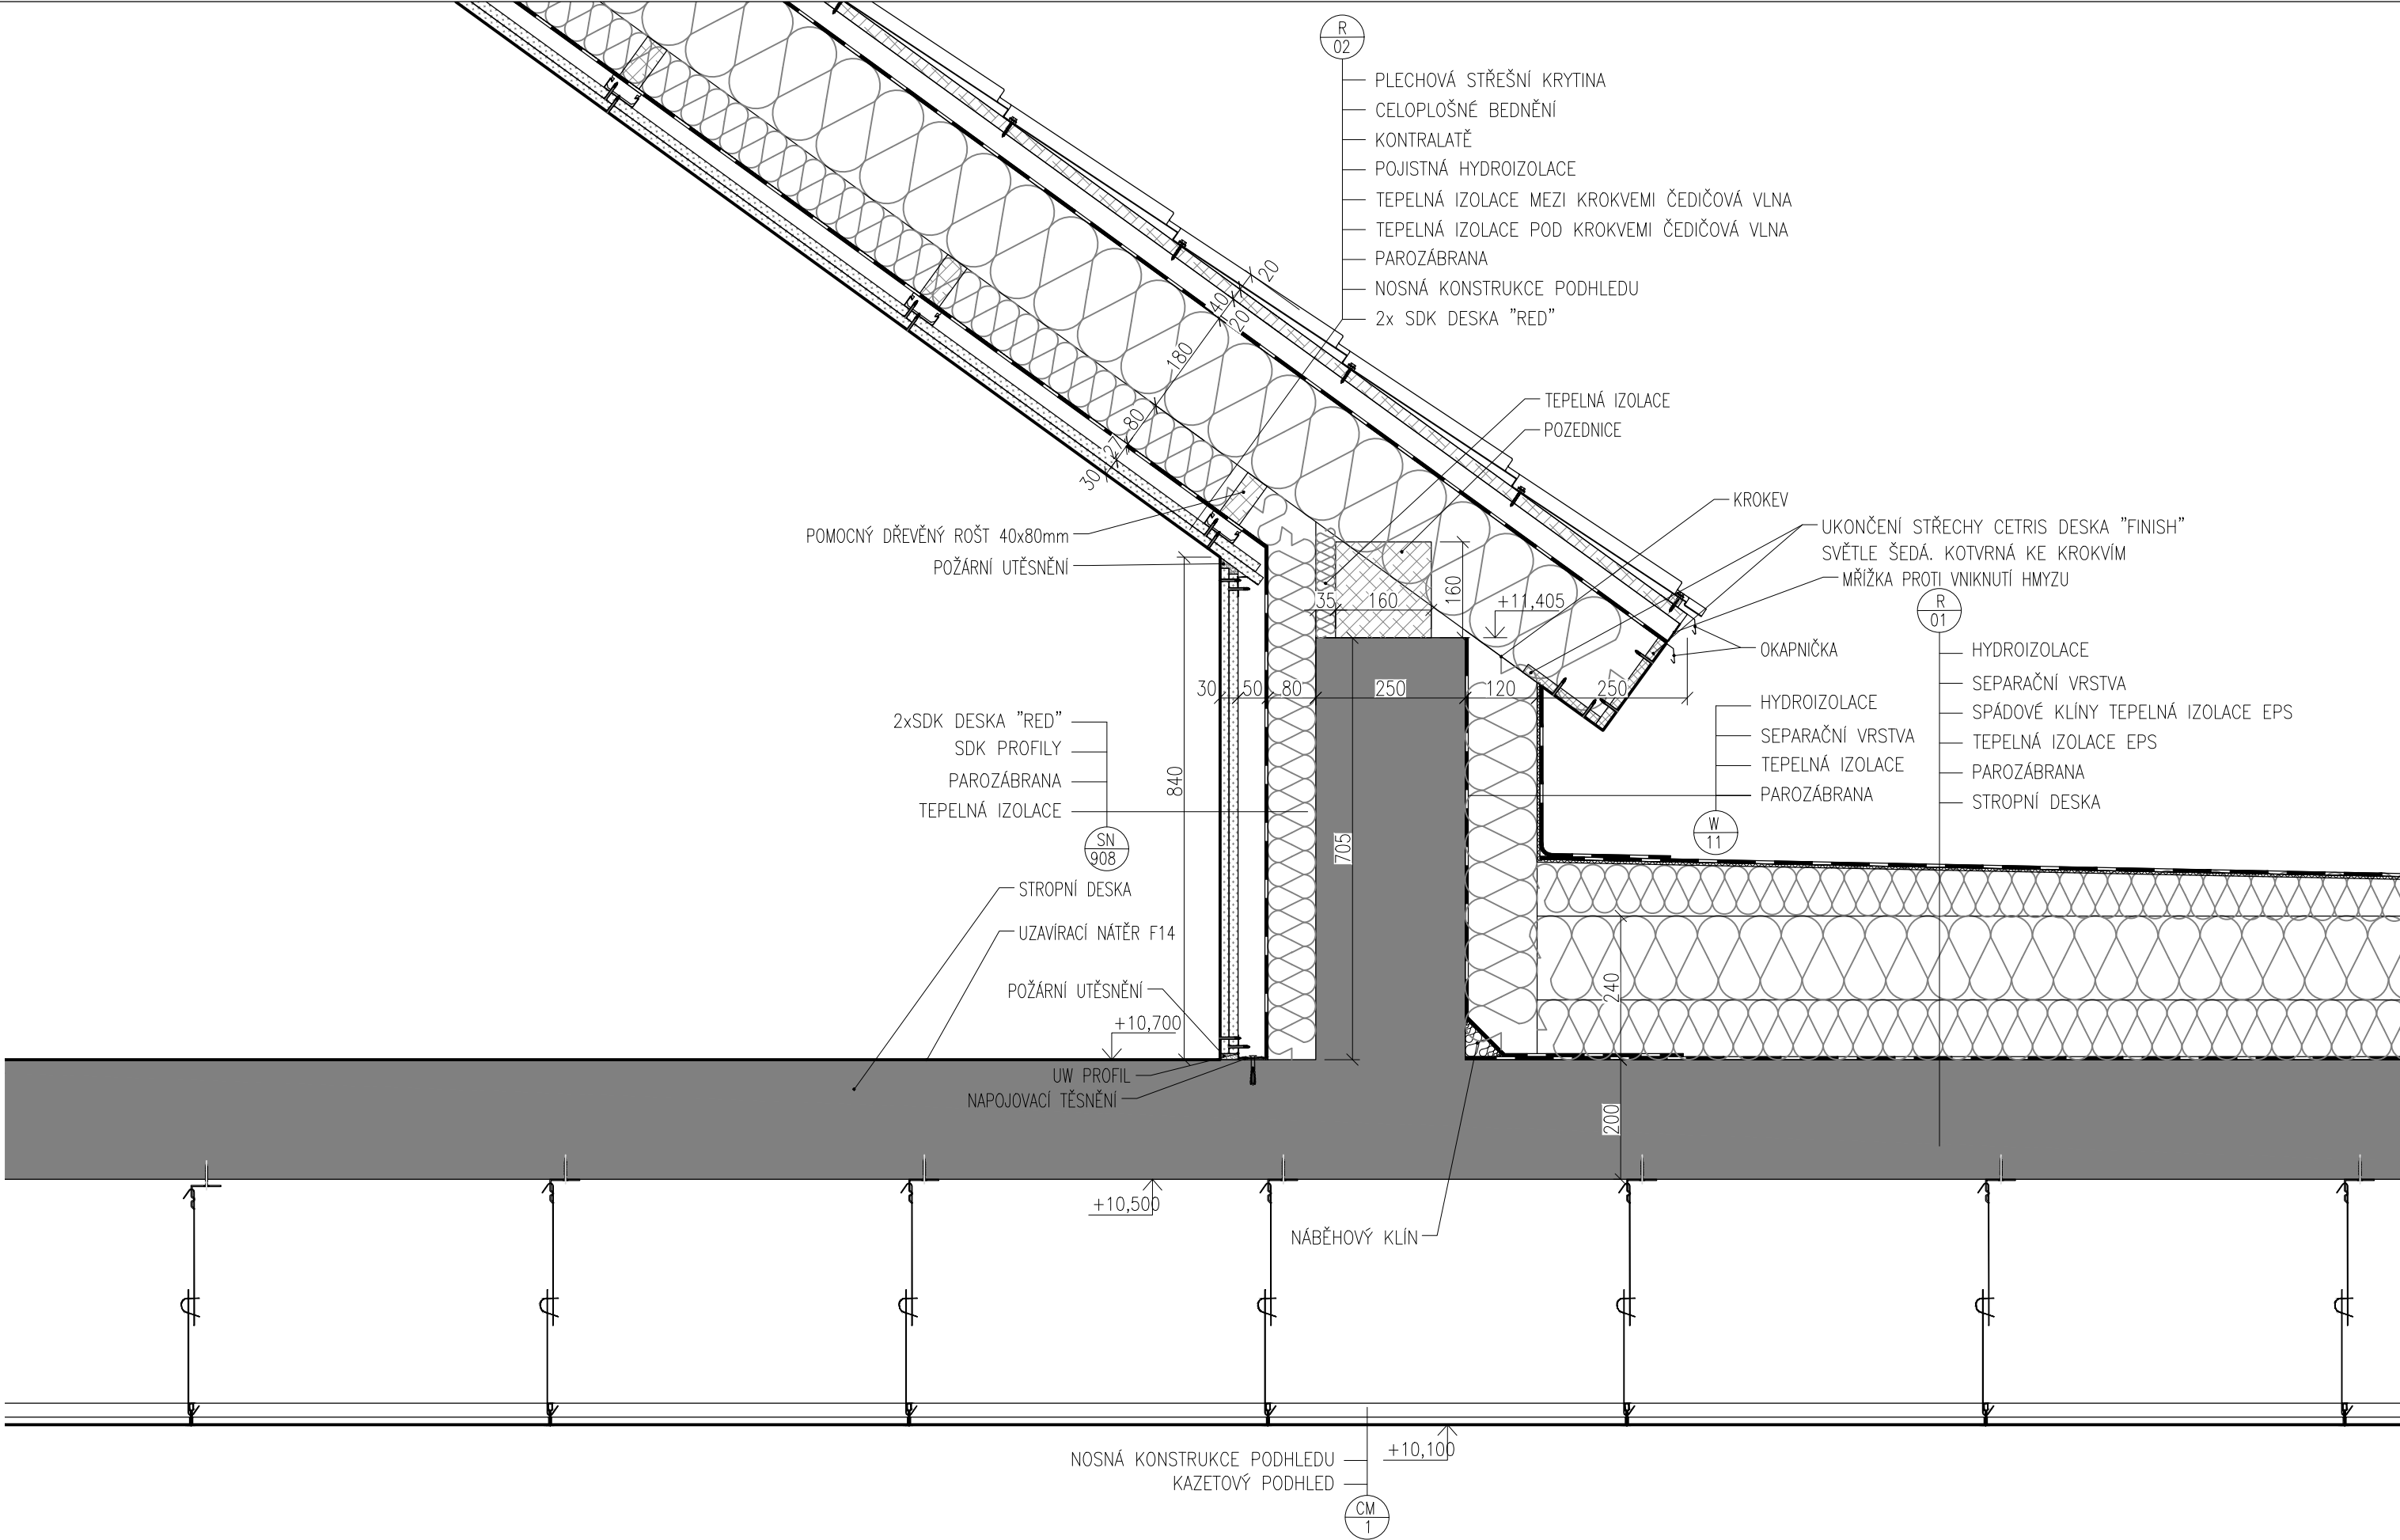 R
02
PLECHOVÁ STŘEŠNÍ KRYTINA
CELOPLOŠNÉ BEDNĚNÍ
KONTRALATĚ
POJISTNÁ HYDROIZOLACE
TEPELNÁ IZOLACE MEZI KROKVEMI ČEDIČOVÁ VLNA
TEPELNÁ IZOLACE POD KROKVEMI ČEDIČOVÁ VLNA
PAROZÁBRANA
NOSNÁ KONSTRUKCE PODHLEDU
2x SDK DESKA "RED"
20
40
20
180
80
27
30
TEPELNÁ IZOLACE
POZEDNICE
KROKEV
UKONČENÍ STŘECHY CETRIS DESKA "FINISH"
SVĚTLE ŠEDÁ. KOTVRNÁ KE KROKVÍM
MŘÍŽKA PROTI VNIKNUTÍ HMYZU
OKAPNIČKA
POMOCNÝ DŘEVĚNÝ ROŠT 40x80mm
POŽÁRNÍ UTĚSNĚNÍ
35
160
160
+11,405
30
50
80
250
120
250
R
01
HYDROIZOLACE
SEPARAČNÍ VRSTVA
SPÁDOVÉ KLÍNY TEPELNÁ IZOLACE EPS
TEPELNÁ IZOLACE EPS
PAROZÁBRANA
STROPNÍ DESKA
HYDROIZOLACE
SEPARAČNÍ VRSTVA
TEPELNÁ IZOLACE
PAROZÁBRANA
W
11
2xSDK DESKA "RED"
SDK PROFILY
PAROZÁBRANA
TEPELNÁ IZOLACE
SN
908
840
705
STROPNÍ DESKA
UZAVÍRACÍ NÁTĚR F14
POŽÁRNÍ UTĚSNĚNÍ
+10,700
UW PROFIL
NAPOJOVACÍ TĚSNĚNÍ
240
200
+10,500
NÁBĚHOVÝ KLÍN
+10,100
NOSNÁ KONSTRUKCE PODHLEDU
KAZETOVÝ PODHLED
CM
1